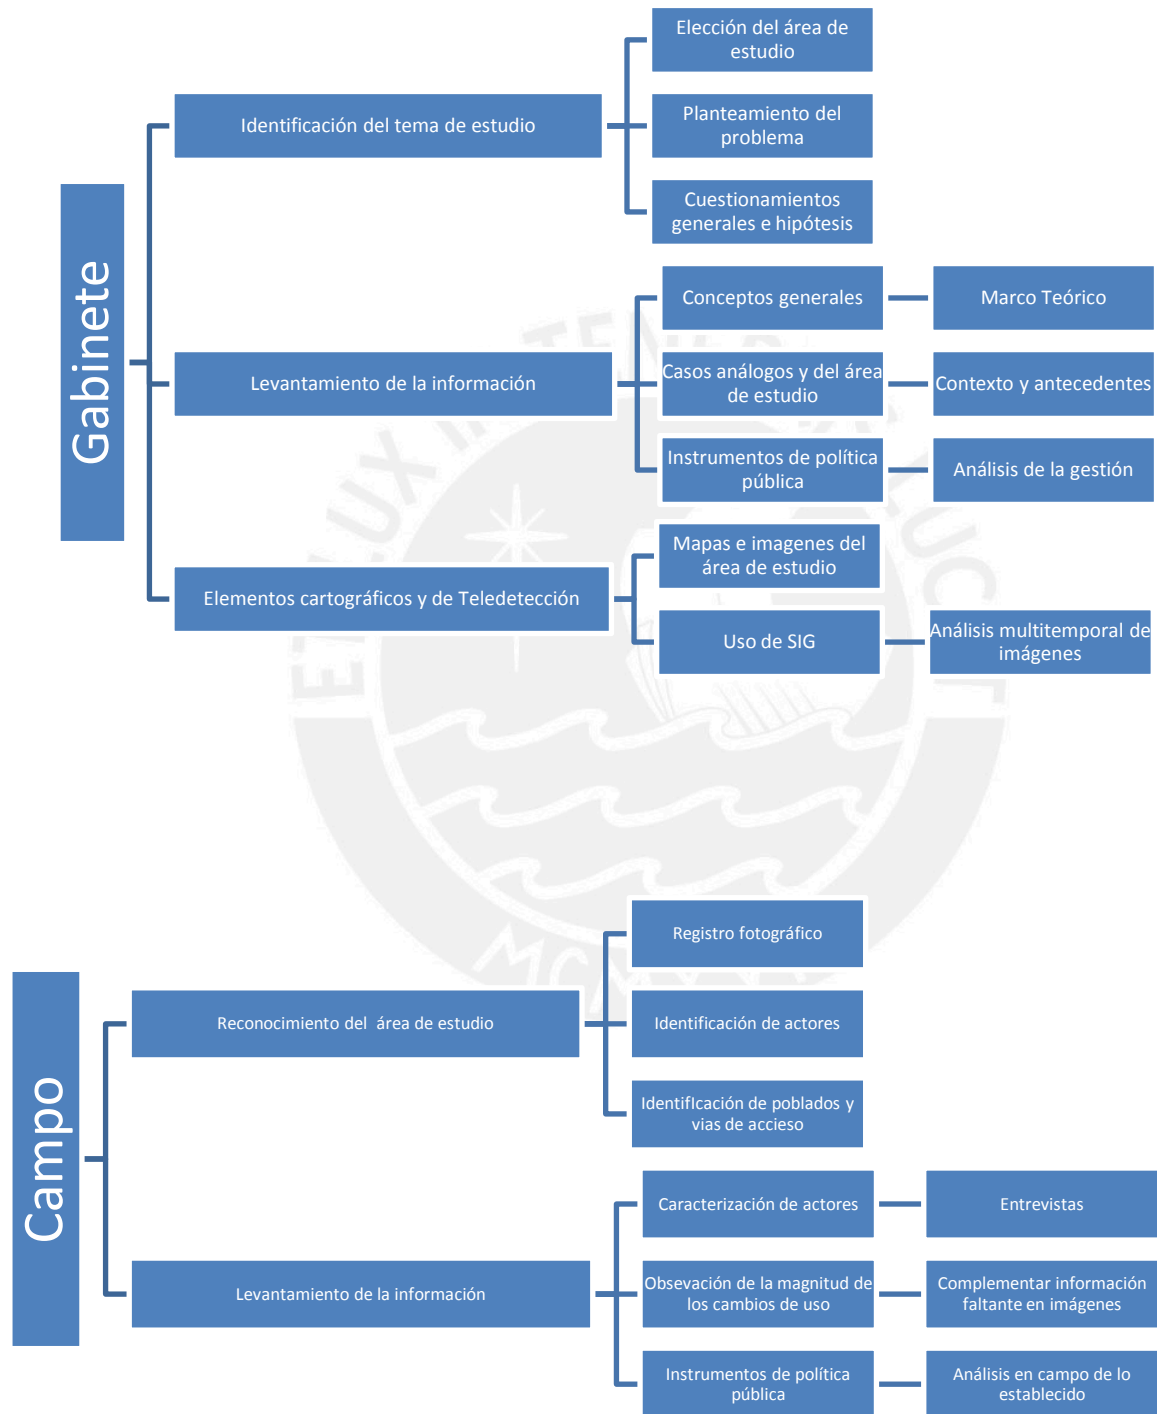 Gabinete
Identificación del tema de estudio
Elección del área de
estudio
Planteamiento del
problema
Cuestionamientos
generales e hipótesis
Levantamiento de la información
Conceptos generales
Marco Teórico
Casos análogos y del área
de estudio
Contexto y antecedentes
Instrumentos de política
pública
Análisis de la gestión
Elementos cartográficos y de Teledetección
Mapas e imagenes del
área de estudio
Uso de SIG
Análisis multitemporal de
imágenes
Campo
Reconocimiento del  área de estudio
Registro fotográfico
Identificación de actores
IdentifIcación de poblados y
vias de accieso
Levantamiento de la información
Caracterización de actores
Entrevistas
Obsevación de la magnitud de
los cambios de uso
Complementar información
faltante en imágenes
Instrumentos de política
pública
Análisis en campo de lo
establecido